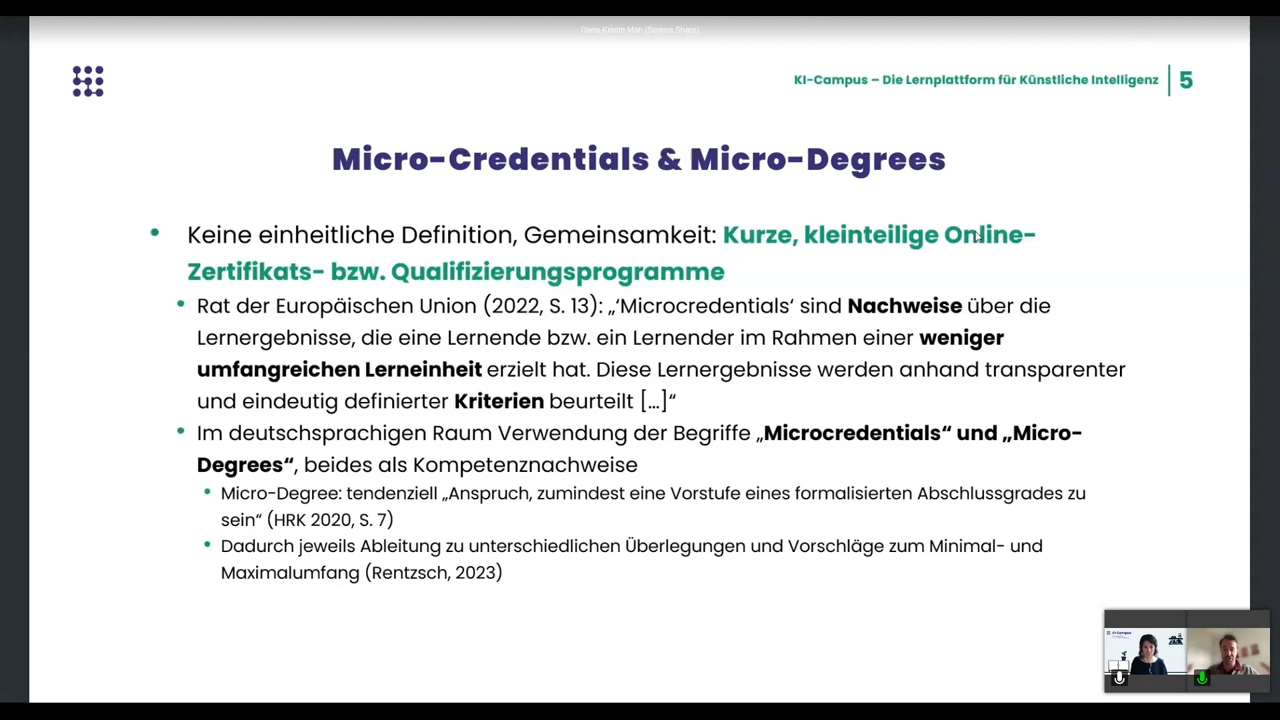 Daria Kristin Mah (Screen Share)
KI-Campus – Die Lernplattform für Künstliche Intelligenz
5
Micro-Credentials & Micro-Degrees
Keine einheitliche Definition, Gemeinsamkeit: Kurze, kleinteilige Online-
Zertifikats- bzw. Qualifizierungsprogramme
Rat der Europäischen Union (2022, S. 13): „‘Microcredentials‘ sind Nachweise über die
Lernergebnisse, die eine Lernende bzw. ein Lernender im Rahmen einer weniger
umfangreichen Lerneinheit erzielt hat. Diese Lernergebnisse werden anhand transparenter
und eindeutig definierter Kriterien beurteilt […]“
Im deutschsprachigen Raum Verwendung der Begriffe „Microcredentials“ und „Micro-
Degrees“, beides als Kompetenznachweise
Micro-Degree: tendenziell „Anspruch, zumindest eine Vorstufe eines formalisierten Abschlussgrades zu
sein“ (HRK 2020, S. 7)
Dadurch jeweils Ableitung zu unterschiedlichen Überlegungen und Vorschläge zum Minimal- und
Maximalumfang (Rentzsch, 2023)